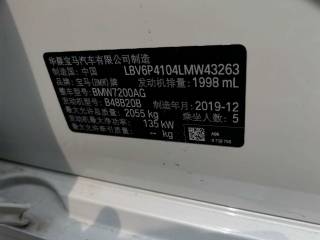 华晨宝马汽车有限公司制造
制造国: 中国 LBV6P4104LMW43263
品牌: 宝马(BMW)牌 发动机排量: 1998 mL
整车型号: BMW7200AG
发动机型号: B48B20B 制造年月: 2019-12
最大允许总质量: 2055 kg 乘坐人数: 5
发动机最大净功率: 135 kW